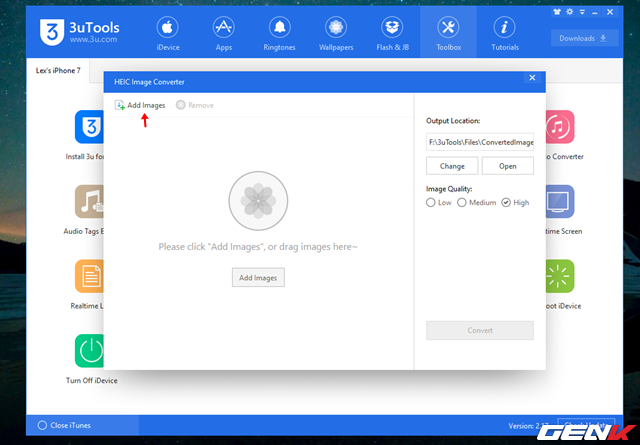 3uTools
www.3u.com
iDevice
Apps
Ringtones
Wallpapers
Flash & JB
Toolbox
Tutorials
Downloads
Lex's iPhone 7
HEIC Image Converter
Add Images
Remove
Output Location:
F:\3uTools\Files\ConvertedImage
Change
Open
Image Quality:
Low
Medium
High
Please click "Add Images", or drag images here~
Add Images
Convert
Install 3u for
o Converter
Audio Tags E
time Screen
Realtime L
oot iDevice
Turn Off iDevice
Close iTunes
Version: 2.
GENK